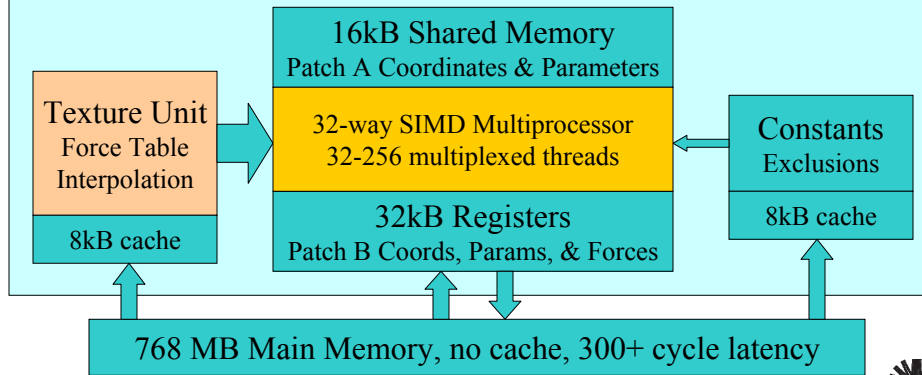 16kB Shared Memory
Patch A Coordinates & Parameters
Texture Unit
Force Table
Interpolation
8kB cache
32-way SIMD Multiprocessor
32-256 multiplexed threads
32kB Registers
Patch B Coords, Params, & Forces
Constants
Exclusions
8kB cache
768 MB Main Memory, no cache, 300+ cycle latency